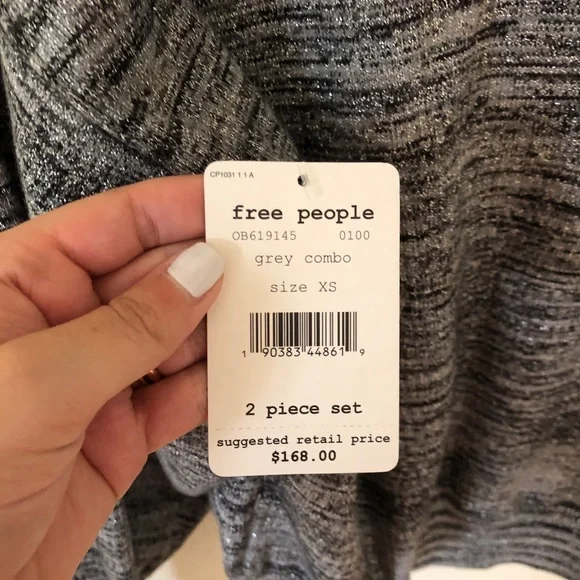 CP1031 1 1 A
free people
OB619145 0100
grey combo
size XS
1 90383 44861 9
2 piece set
suggested retail price
$168.00